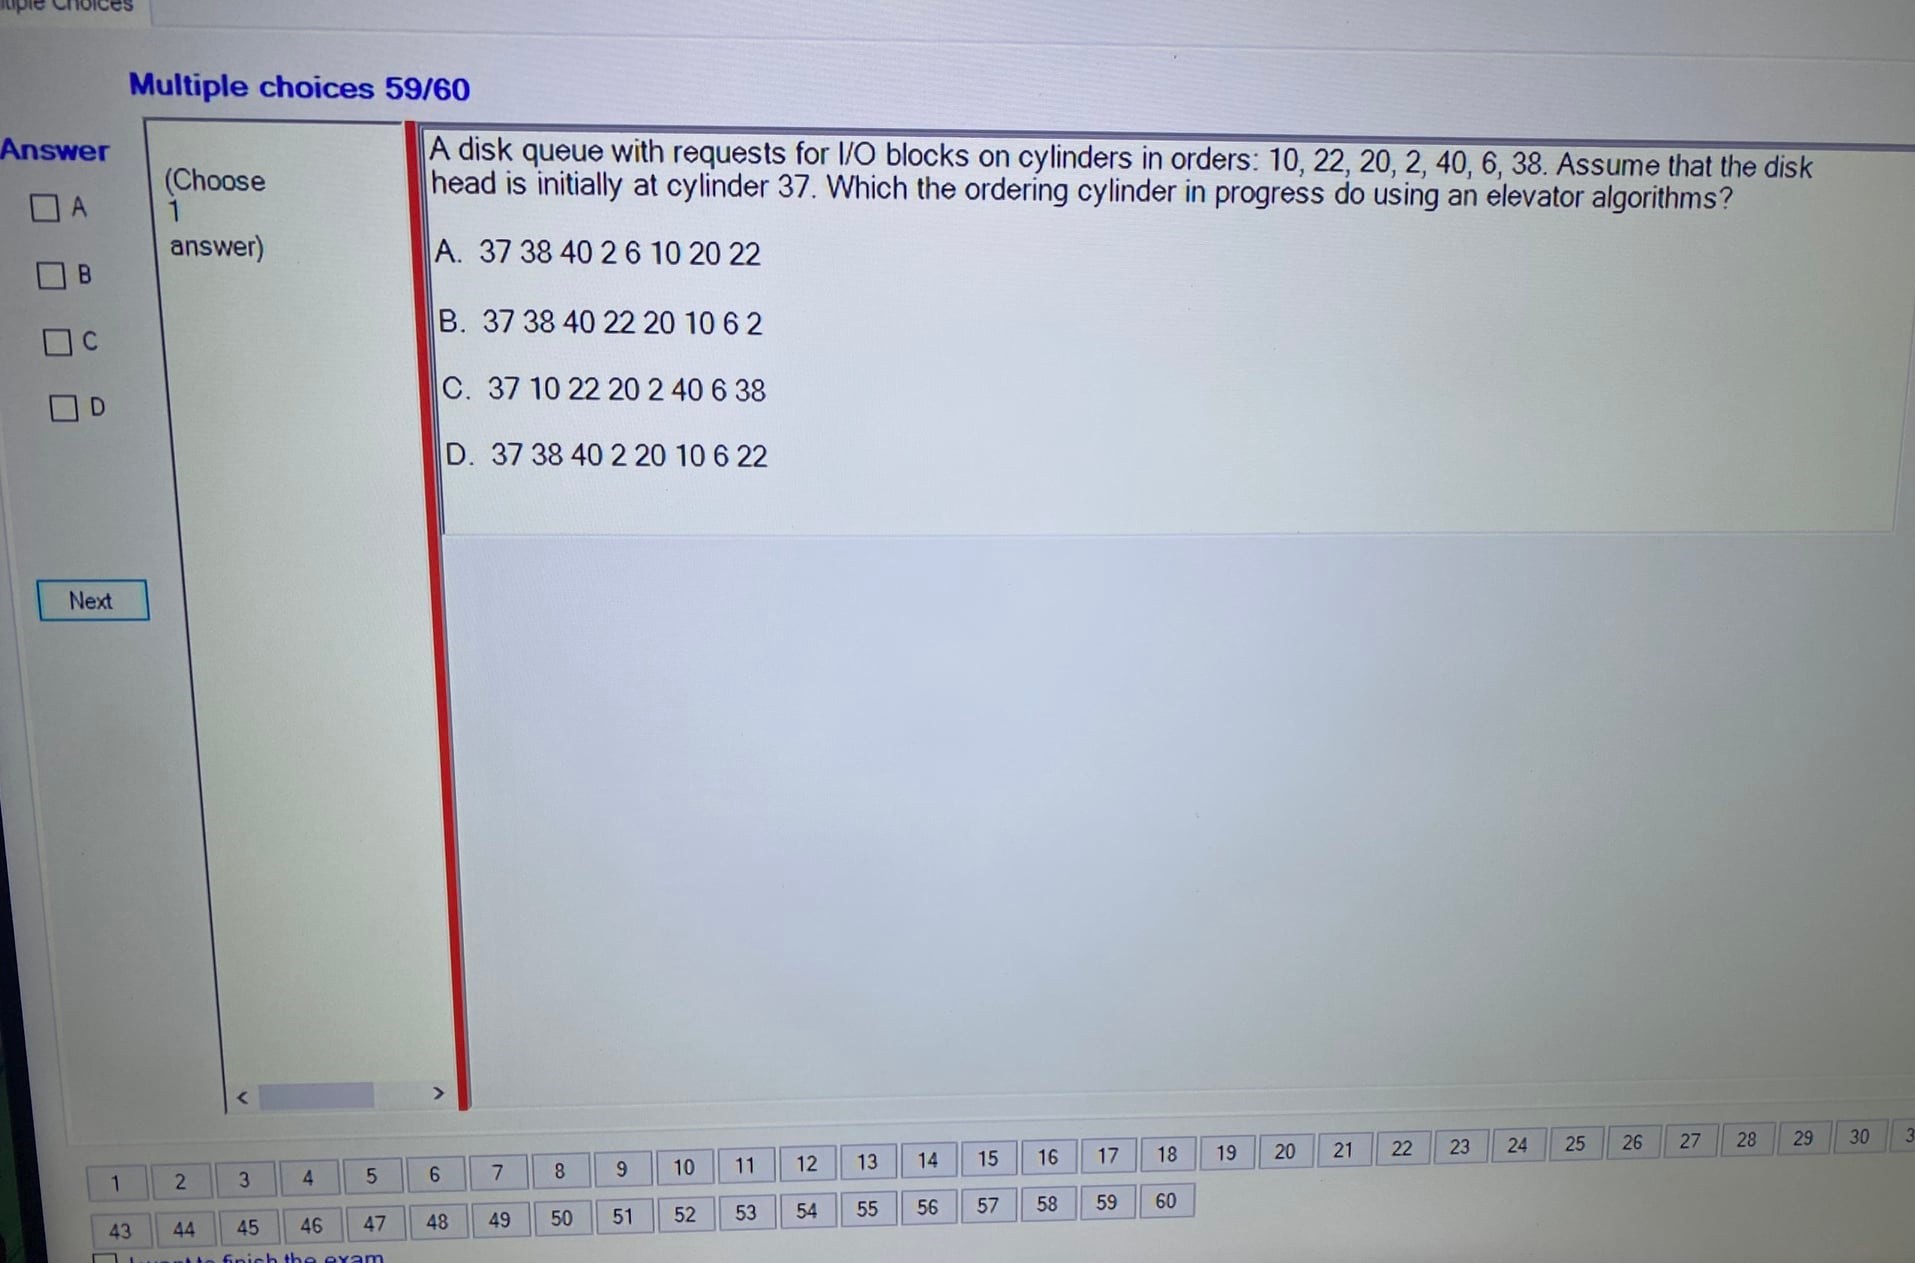 Choices
Multiple choices 59/60
Answer
A
B
C
D
Next
(Choose
1
answer)
A disk queue with requests for I/O blocks on cylinders in orders: 10, 22, 20, 2, 40, 6, 38. Assume that the disk
head is initially at cylinder 37. Which the ordering cylinder in progress do using an elevator algorithms?
A. 37 38 40 2 6 10 20 22
B. 37 38 40 22 20 10 6 2
C. 37 10 22 20 2 40 6 38
D. 37 38 40 2 20 10 6 22
< >
1 2 3 4 5 6 7 8 9 10 11 12 13 14 15 16 17 18 19 20 21 22 23 24 25 26 27 28 29 30
43 44 45 46 47 48 49 50 51 52 53 54 55 56 57 58 59 60
I want to finish the exam